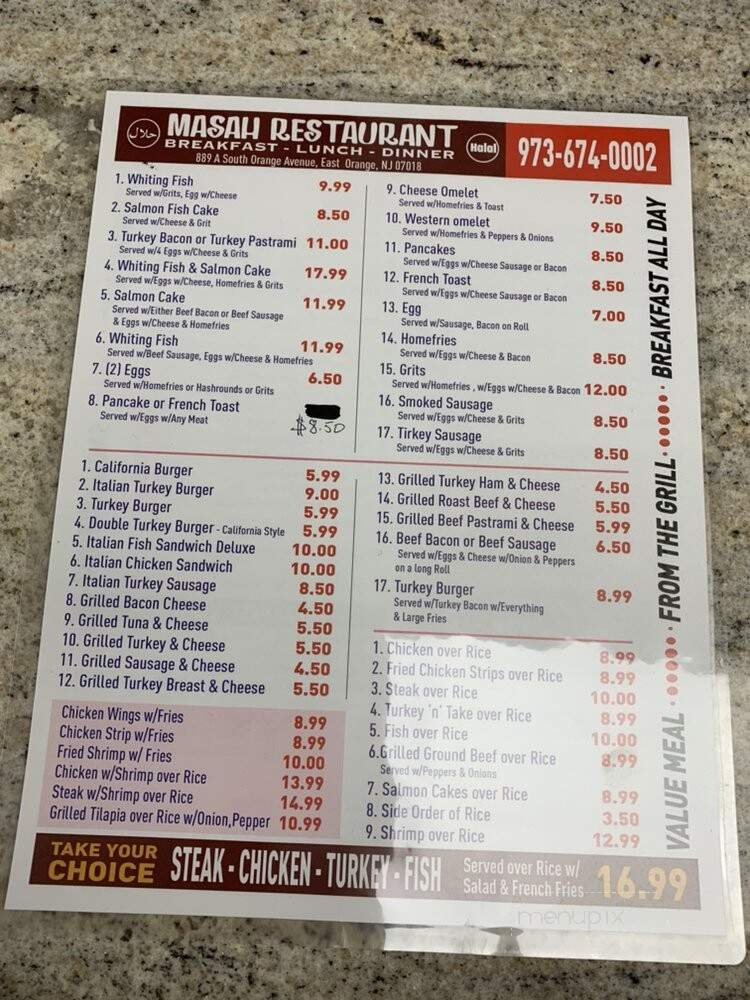 حلال
MASAH RESTAURANT
BREAKFAST - LUNCH - DINNER
889 A South Orange Avenue, East Orange, NJ 07018
Halal
973-674-0002
1. Whiting Fish 9.99
Served w/Grits, Egg w/Cheese
2. Salmon Fish Cake 8.50
Served w/Cheese & Grit
3. Turkey Bacon or Turkey Pastrami 11.00
Served w/4 Eggs w/Cheese & Grits
4. Whiting Fish & Salmon Cake 17.99
Served w/Eggs w/Cheese, Homefries & Grits
5. Salmon Cake 11.99
Served w/Either Beef Bacon or Beef Sausage
& Eggs w/Cheese & Homefries
6. Whiting Fish 11.99
Served w/Beef Sausage, Eggs w/Cheese & Homefries
7. (2) Eggs 6.50
Served w/Homefries or Hashrounds or Grits
8. Pancake or French Toast
Served w/Eggs w/Any Meat
$8.50
9. Cheese Omelet 7.50
Served w/Homefries & Toast
10. Western omelet 9.50
Served w/Homefries & Peppers & Onions
11. Pancakes 8.50
Served w/Eggs w/Cheese Sausage or Bacon
12. French Toast 8.50
Served w/Eggs w/Cheese Sausage or Bacon
13. Egg 7.00
Served w/Sausage, Bacon on Roll
14. Homefries 8.50
Served w/Eggs w/Cheese & Bacon
15. Grits
Served w/Homefries , w/Eggs w/Cheese & Bacon 12.00
16. Smoked Sausage 8.50
Served w/Eggs w/Cheese & Grits
17. Tirkey Sausage 8.50
Served w/Eggs w/Cheese & Grits
BREAKFAST ALL DAY
1. California Burger 5.99
2. Italian Turkey Burger 9.00
3. Turkey Burger 5.99
4. Double Turkey Burger - California Style 5.99
5. Italian Fish Sandwich Deluxe 10.00
6. Italian Chicken Sandwich 10.00
7. Italian Turkey Sausage 8.50
8. Grilled Bacon Cheese 4.50
9. Grilled Tuna & Cheese 5.50
10. Grilled Turkey & Cheese 5.50
11. Grilled Sausage & Cheese 4.50
12. Grilled Turkey Breast & Cheese 5.50
13. Grilled Turkey Ham & Cheese 4.50
14. Grilled Roast Beef & Cheese 5.50
15. Grilled Beef Pastrami & Cheese 5.99
16. Beef Bacon or Beef Sausage 6.50
Served w/Eggs & Cheese w/Onion & Peppers
on a long Roll
17. Turkey Burger 8.99
Served w/Turkey Bacon w/Everything
& Large Fries
FROM THE GRILL
Chicken Wings w/Fries 8.99
Chicken Strip w/Fries 8.99
Fried Shrimp w/ Fries 10.00
Chicken w/Shrimp over Rice 13.99
Steak w/Shrimp over Rice 14.99
Grilled Tilapia over Rice w/Onion,Pepper 10.99
1. Chicken over Rice 8.99
2. Fried Chicken Strips over Rice 8.99
3. Steak over Rice 10.00
4. Turkey 'n' Take over Rice 8.99
5. Fish over Rice 10.00
6.Grilled Ground Beef over Rice 8.99
Served w/Peppers & Onions
7. Salmon Cakes over Rice 8.99
8. Side Order of Rice 3.50
9. Shrimp over Rice 12.99
VALUE MEAL
TAKE YOUR
CHOICE
STEAK - CHICKEN - TURKEY - FISH
Served over Rice w/
Salad & French Fries
16.99
menupix